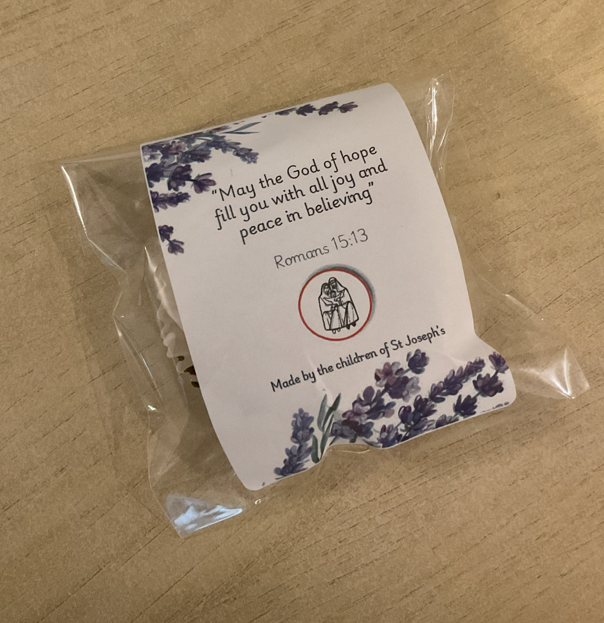 “May the God of hope
fill you with all joy and
peace in believing”
Romans 15:13
Made by the children of St Joseph's